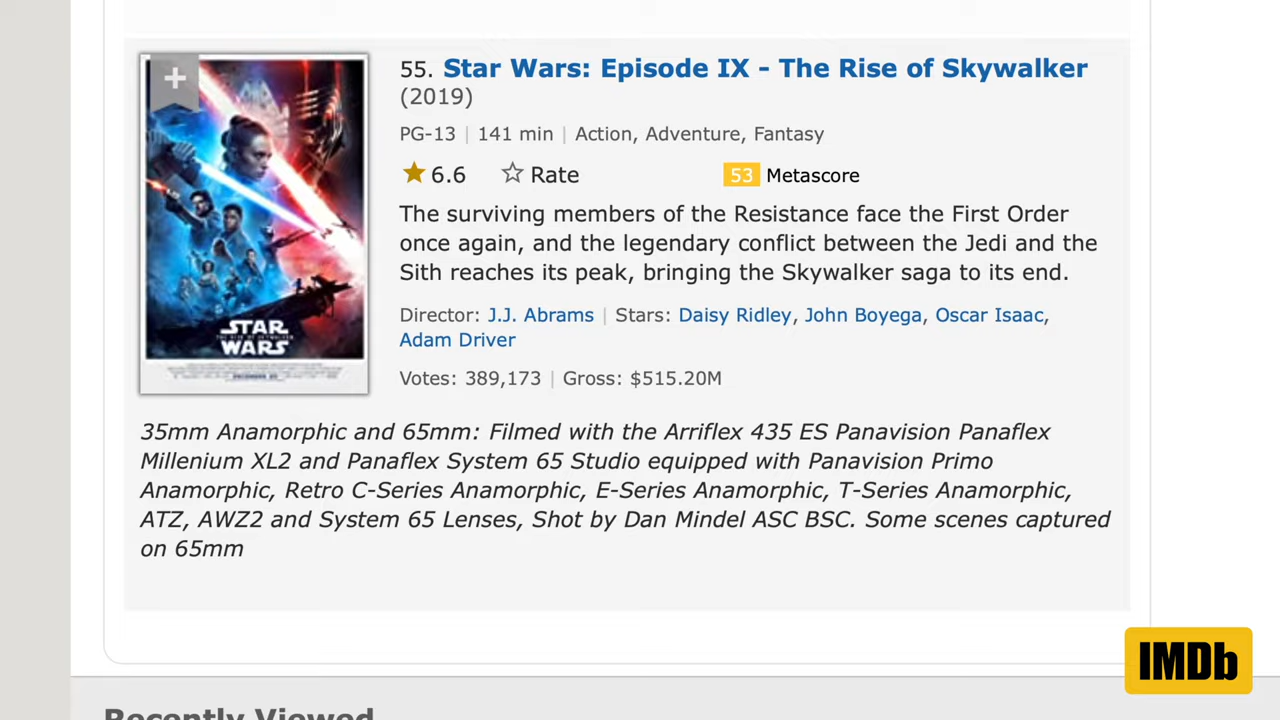 55. Star Wars: Episode IX - The Rise of Skywalker
(2019)
PG-13 | 141 min | Action, Adventure, Fantasy
6.6 Rate 53 Metascore
The surviving members of the Resistance face the First Order
once again, and the legendary conflict between the Jedi and the
Sith reaches its peak, bringing the Skywalker saga to its end.
Director: J.J. Abrams | Stars: Daisy Ridley, John Boyega, Oscar Isaac,
Adam Driver
Votes: 389,173 | Gross: $515.20M
STAR
WARS
35mm Anamorphic and 65mm: Filmed with the Arriflex 435 ES Panavision Panaflex
Millenium XL2 and Panaflex System 65 Studio equipped with Panavision Primo
Anamorphic, Retro C-Series Anamorphic, E-Series Anamorphic, T-Series Anamorphic,
ATZ, AWZ2 and System 65 Lenses, Shot by Dan Mindel ASC BSC. Some scenes captured
on 65mm
IMDb
Recently Viewed